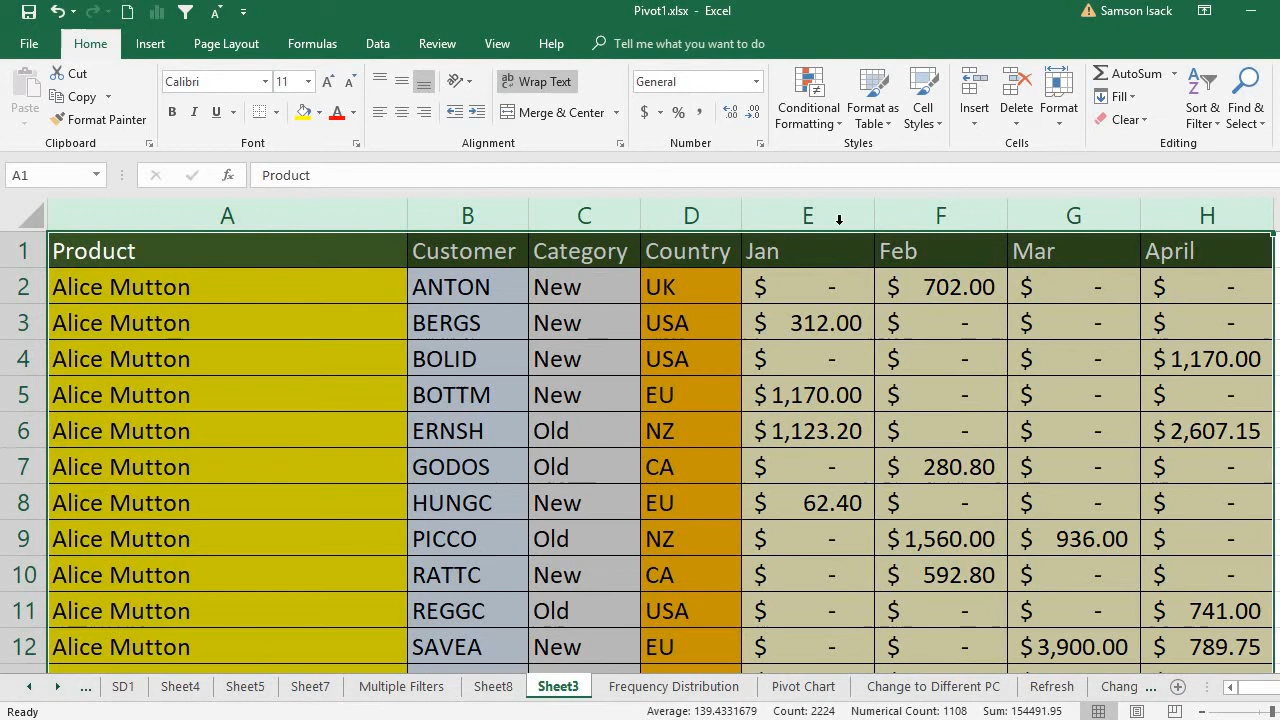 Pivot1.xlsx - Excel
Samson Isack
File Home Insert Page Layout Formulas Data Review View Help Tell me what you want to do
Paste
Cut
Copy
Format Painter
Clipboard
Calibri 11
B I U
Font
Wrap Text
Merge & Center
Alignment
General
$ % ,
Number
Conditional Formatting
Format as Table
Cell Styles
Styles
Insert
Delete
Format
Cells
AutoSum
Fill
Clear
Sort & Filter
Find & Select
Editing
A1 fx Product
A B C D E F G H
1 Product Customer Category Country Jan Feb Mar April
2 Alice Mutton ANTON New UK $ - $ 702.00 $ - $ -
3 Alice Mutton BERGS New USA $ 312.00 $ - $ - $ -
4 Alice Mutton BOLID New USA $ - $ - $ - $ 1,170.00
5 Alice Mutton BOTTM New EU $ 1,170.00 $ - $ - $ -
6 Alice Mutton ERNSH Old NZ $ 1,123.20 $ - $ - $ 2,607.15
7 Alice Mutton GODOS Old CA $ - $ 280.80 $ - $ -
8 Alice Mutton HUNGC Old EU $ 62.40 $ - $ - $ -
9 Alice Mutton PICCO Old NZ $ - $ 1,560.00 $ 936.00 $ -
10 Alice Mutton RATTC New CA $ - $ 592.80 $ - $ -
11 Alice Mutton REGGC Old USA $ - $ - $ - $ 741.00
12 Alice Mutton SAVEA New EU $ - $ - $ 3,900.00 $ 789.75
... SD1 Sheet4 Sheet5 Sheet7 Multiple Filters Sheet8 Sheet3 Frequency Distribution Pivot Chart Change to Different PC Refresh Chang ...
Ready Average: 139.4331679 Count: 2224 Numerical Count: 1108 Sum: 154491.95